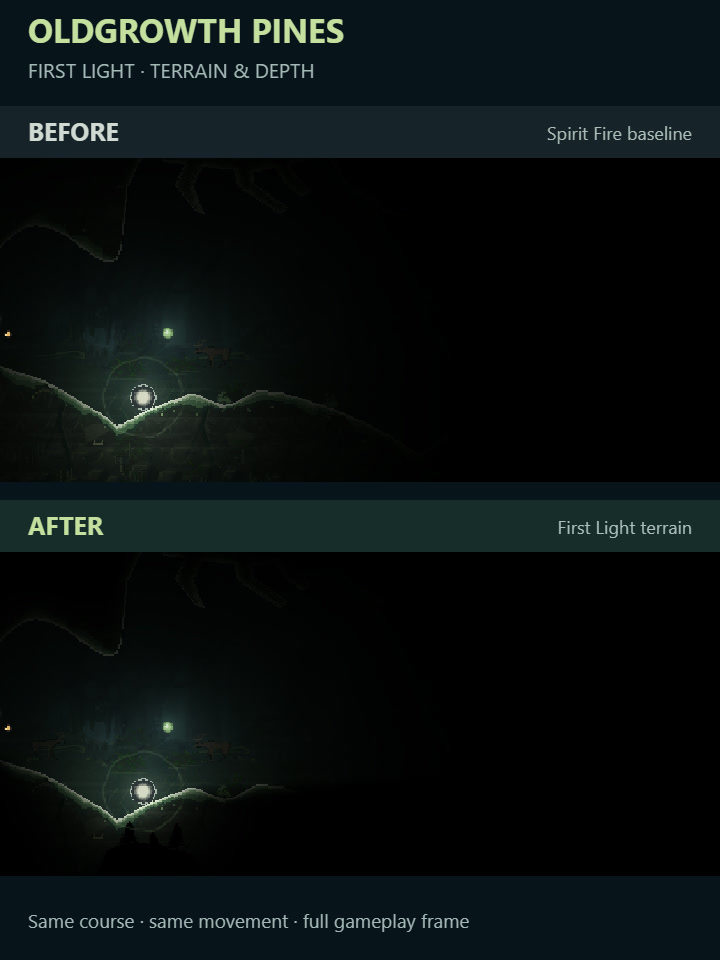 OLDGROWTH PINES
FIRST LIGHT · TERRAIN & DEPTH
BEFORE
Spirit Fire baseline
AFTER
First Light terrain
Same course · same movement · full gameplay frame